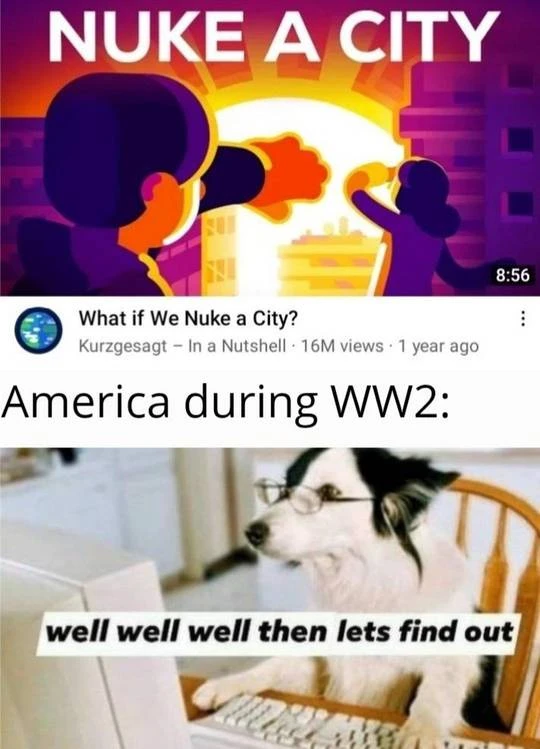 NUKE A CITY
8:56
What if We Nuke a City?
Kurzgesagt – In a Nutshell · 16M views · 1 year ago
America during WW2:
well well well then lets find out